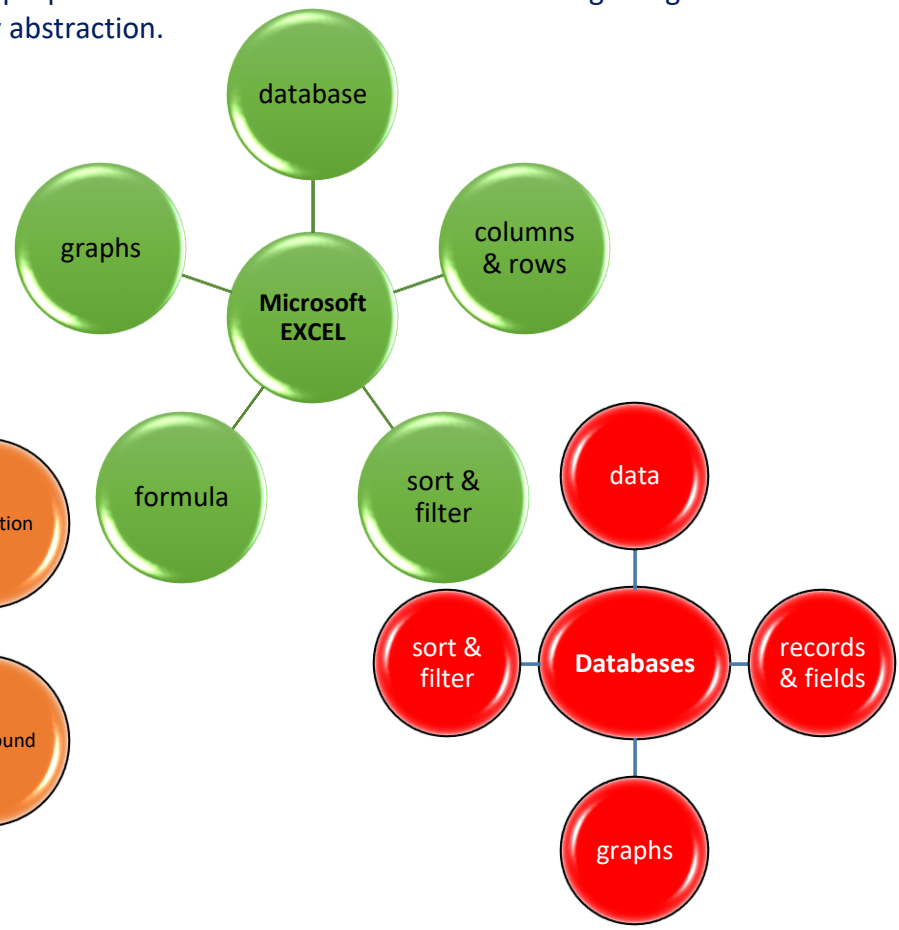 abstraction.
database
graphs
columns
& rows
Microsoft
EXCEL
formula
sort &
filter
data
sort &
filter
Databases
records
& fields
graphs